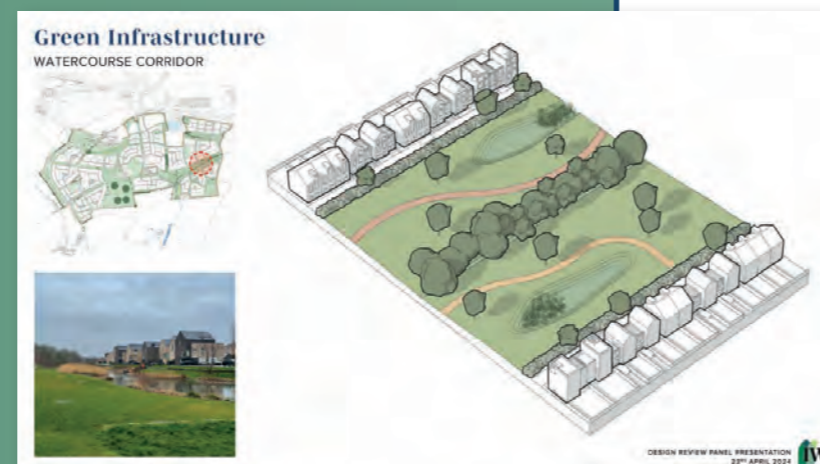 Green Infrastructure
WATERCOURSE CORRIDOR
DESIGN REVIEW PANEL PRESENTATION
23RD APRIL 2024